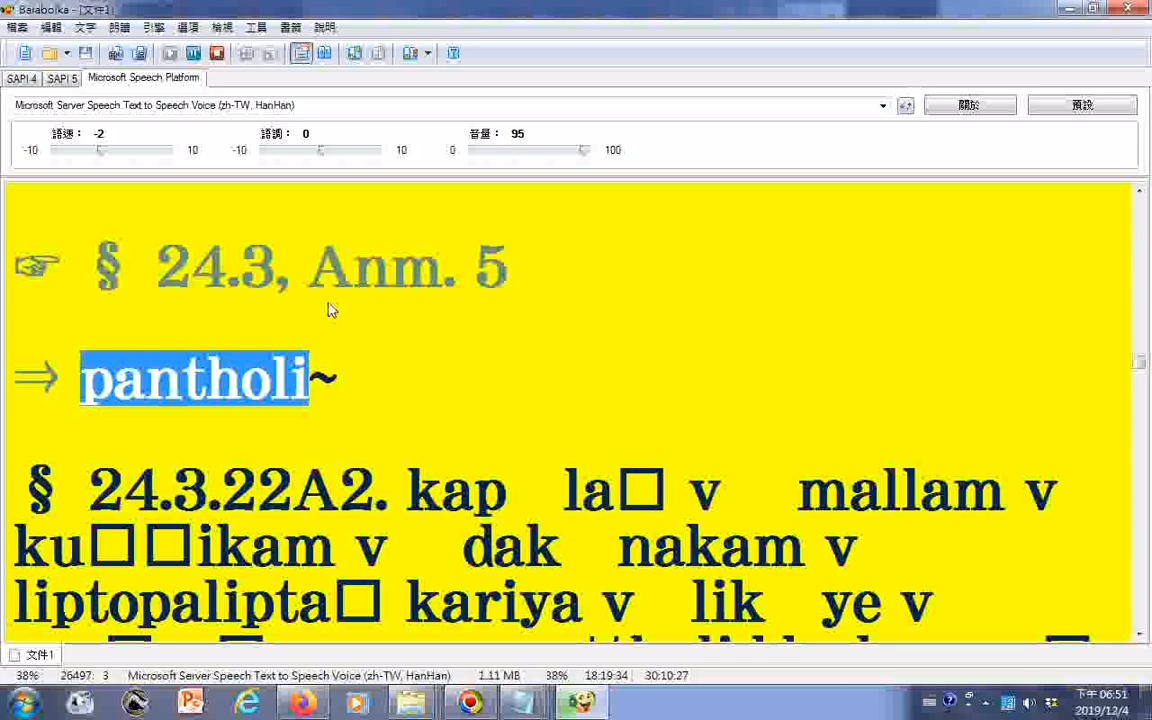 Balabolka - [文件1]
檔案 編輯 文字 朗讀 引擎 選項 檢視 工具 書籤 說明
SAPI 4 SAPI 5 Microsoft Speech Platform
Microsoft Server Speech Text to Speech Voice (zh-TW, HanHan) 關於 預設
語速： -2 語調： 0 音量： 95
-10 10 -10 10 0 100
☞ § 24.3, Anm. 5
⇒ pantholi~
§ 24.3.22A2. kap la□ v mallam v
ku□□ikam v dak nakam v
liptopalipta□ kariya v lik ye v
文件1
38% 26497: 3 Microsoft Server Speech Text to Speech Voice (zh-TW, HanHan) 1.11 MB 38% 18:19:34 30:10:27
下午 06:51
2019/12/4